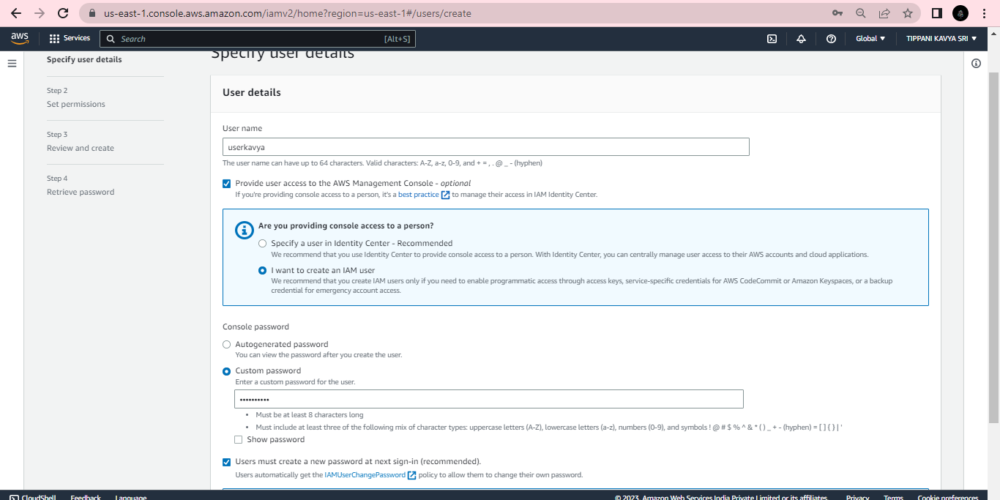 us-east-1.console.aws.amazon.com/iamv2/home?region=us-east-1#/users/create
aws
Services
Search
[Alt+S]
Global
TIPPANI KAVYA SRI
Specify user details
Step 2
Set permissions
Step 3
Review and create
Step 4
Retrieve password
Specify user details
User details
User name
userkavya
The user name can have up to 64 characters. Valid characters: A-Z, a-z, 0-9, and + = , . @ _ - (hyphen)
Provide user access to the AWS Management Console - optional
If you're providing console access to a person, it's a best practice to manage their access in IAM Identity Center.
Are you providing console access to a person?
Specify a user in Identity Center - Recommended
We recommend that you use Identity Center to provide console access to a person. With Identity Center, you can centrally manage user access to their AWS accounts and cloud applications.
I want to create an IAM user
We recommend that you create IAM users only if you need to enable programmatic access through access keys, service-specific credentials for AWS CodeCommit or Amazon Keyspaces, or a backup
credential for emergency account access.
Console password
Autogenerated password
You can view the password after you create the user.
Custom password
Enter a custom password for the user.
••••••••••
• Must be at least 8 characters long
• Must include at least three of the following mix of character types: uppercase letters (A-Z), lowercase letters (a-z), numbers (0-9), and symbols ! @ # $ % ^ & * ( ) _ + - (hyphen) = [ ] { } | '
Show password
Users must create a new password at next sign-in (recommended).
Users automatically get the IAMUserChangePassword policy to allow them to change their own password.
CloudShell
Feedback
Language
© 2023, Amazon Web Services India Private Limited or its affiliates.
Privacy
Terms
Cookie preferences